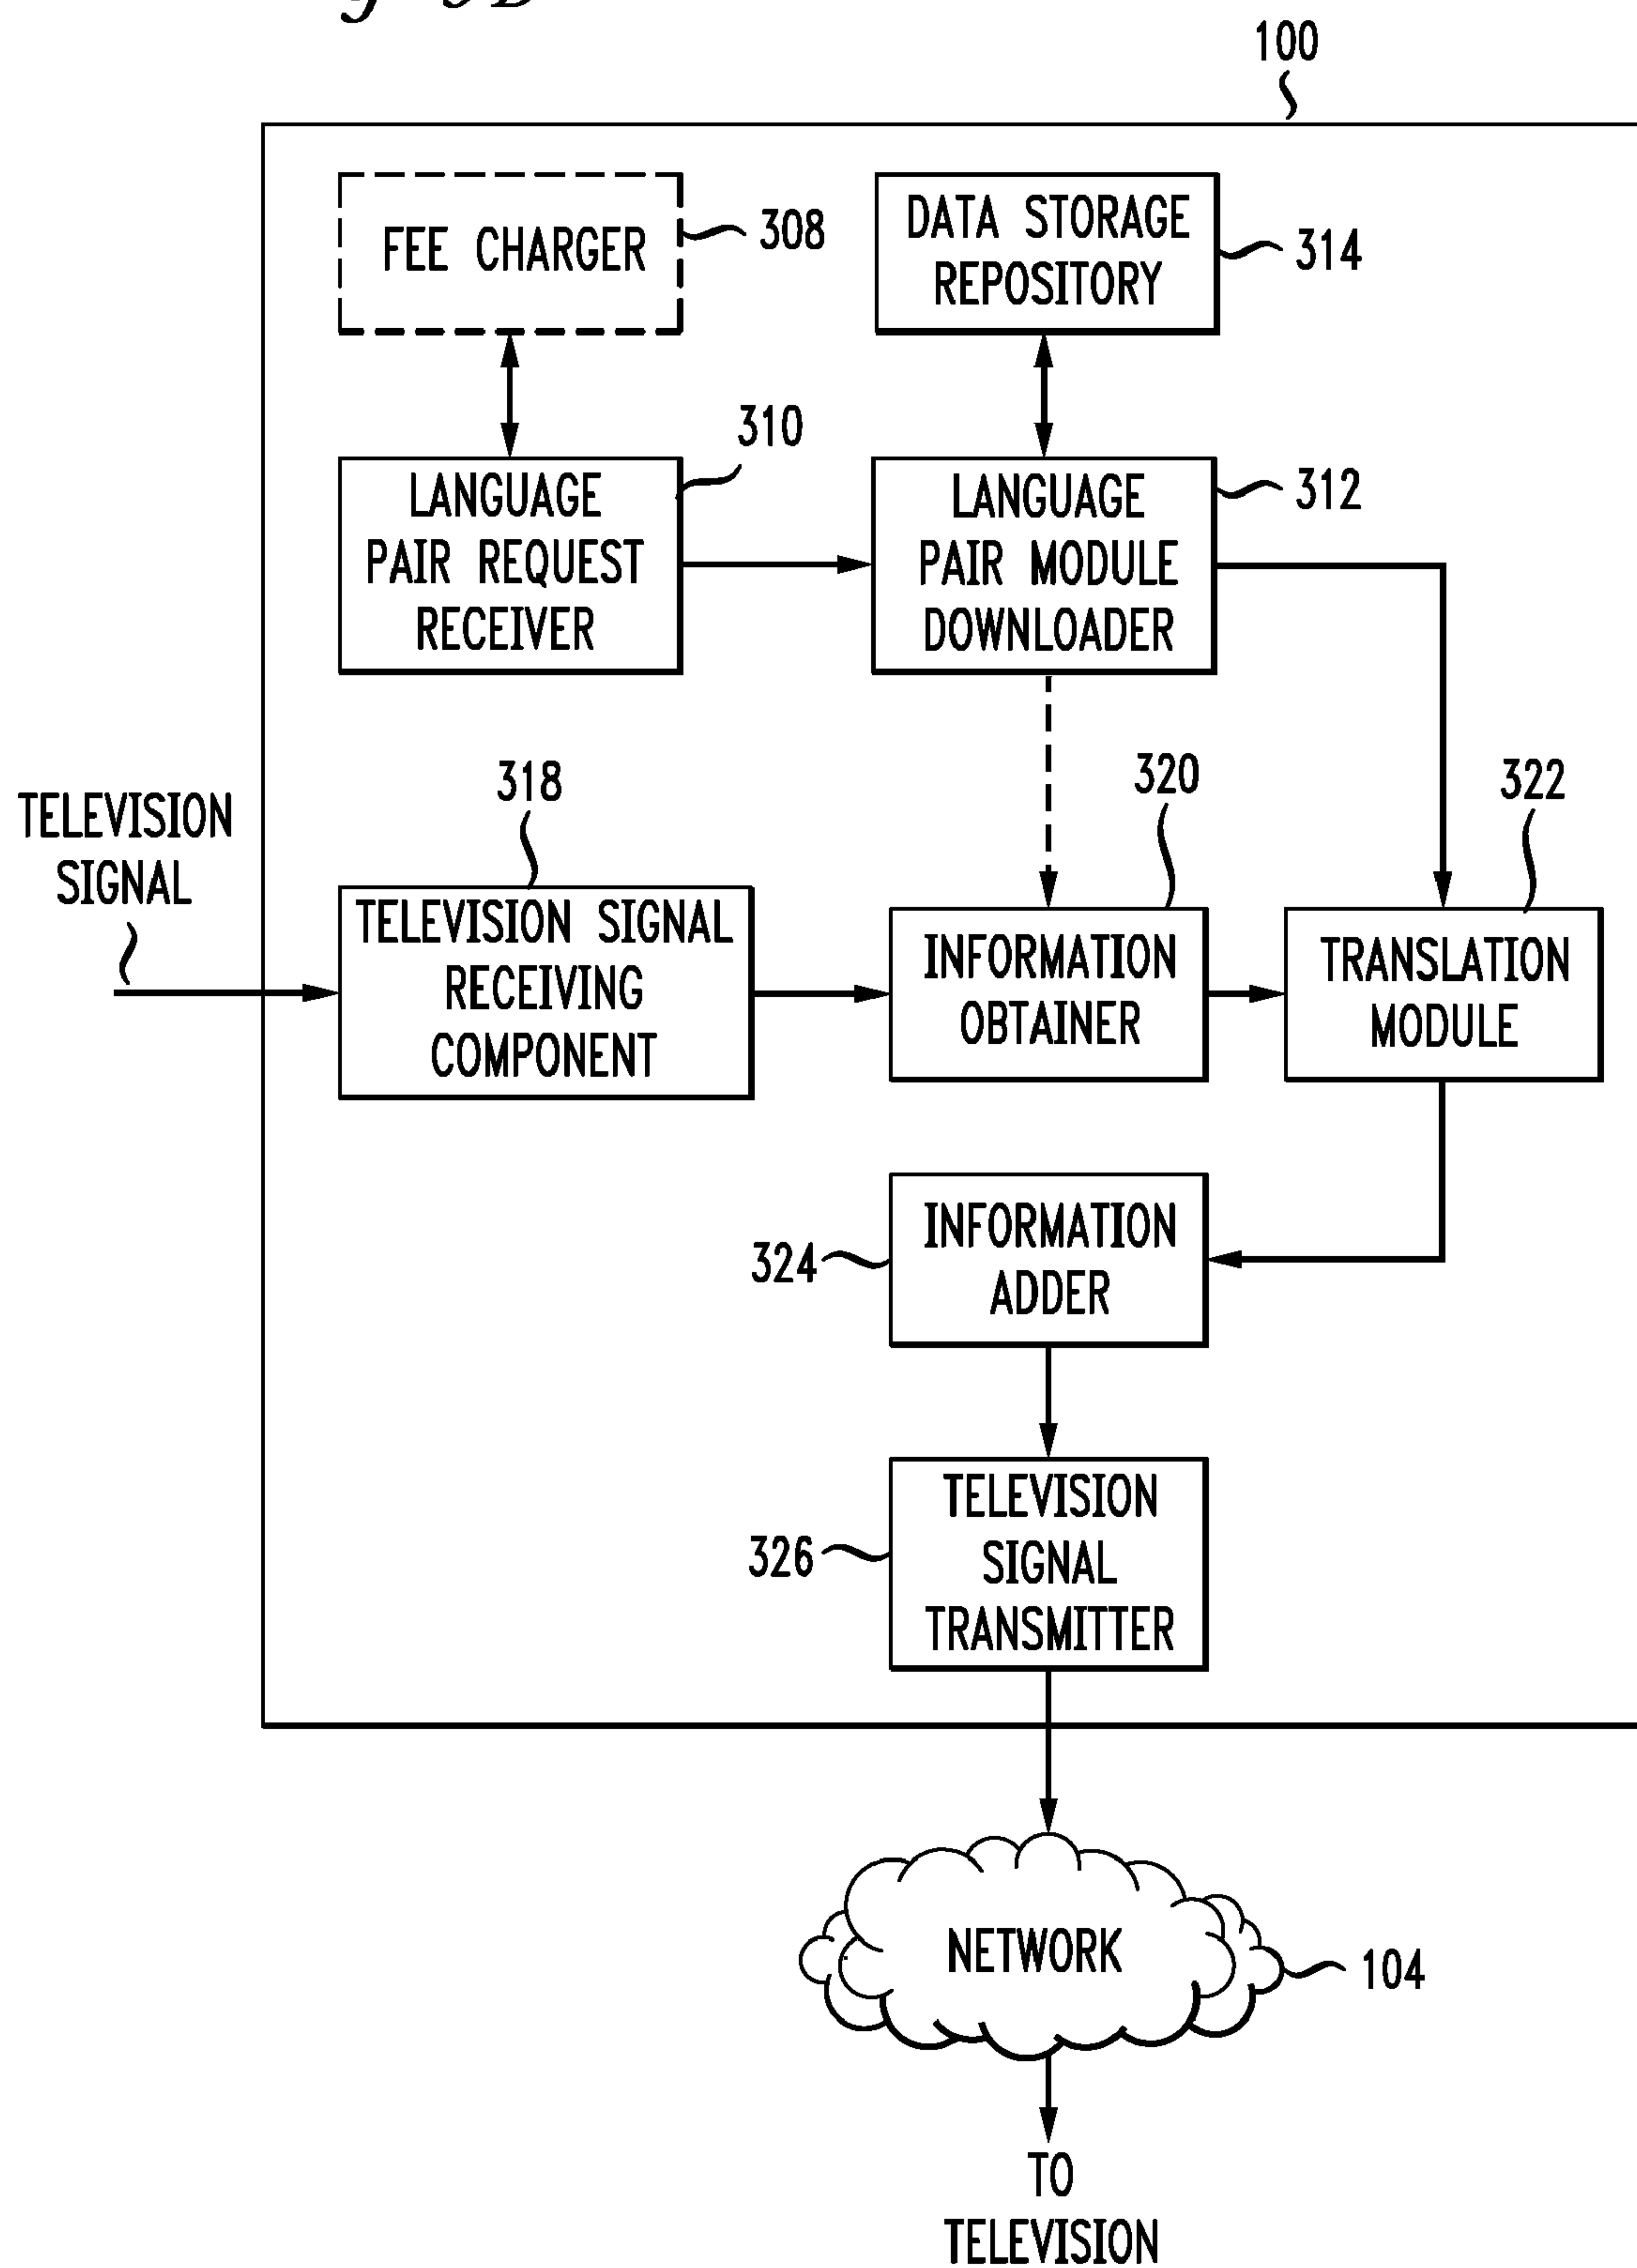 100
FEE CHARGER
308
DATA STORAGE
REPOSITORY
314
310
LANGUAGE
PAIR REQUEST
RECEIVER
LANGUAGE
PAIR MODULE
DOWNLOADER
312
TELEVISION
SIGNAL
318
TELEVISION SIGNAL
RECEIVING
COMPONENT
320
INFORMATION
OBTAINER
322
TRANSLATION
MODULE
324
INFORMATION
ADDER
326
TELEVISION
SIGNAL
TRANSMITTER
NETWORK
104
TO
TELEVISION